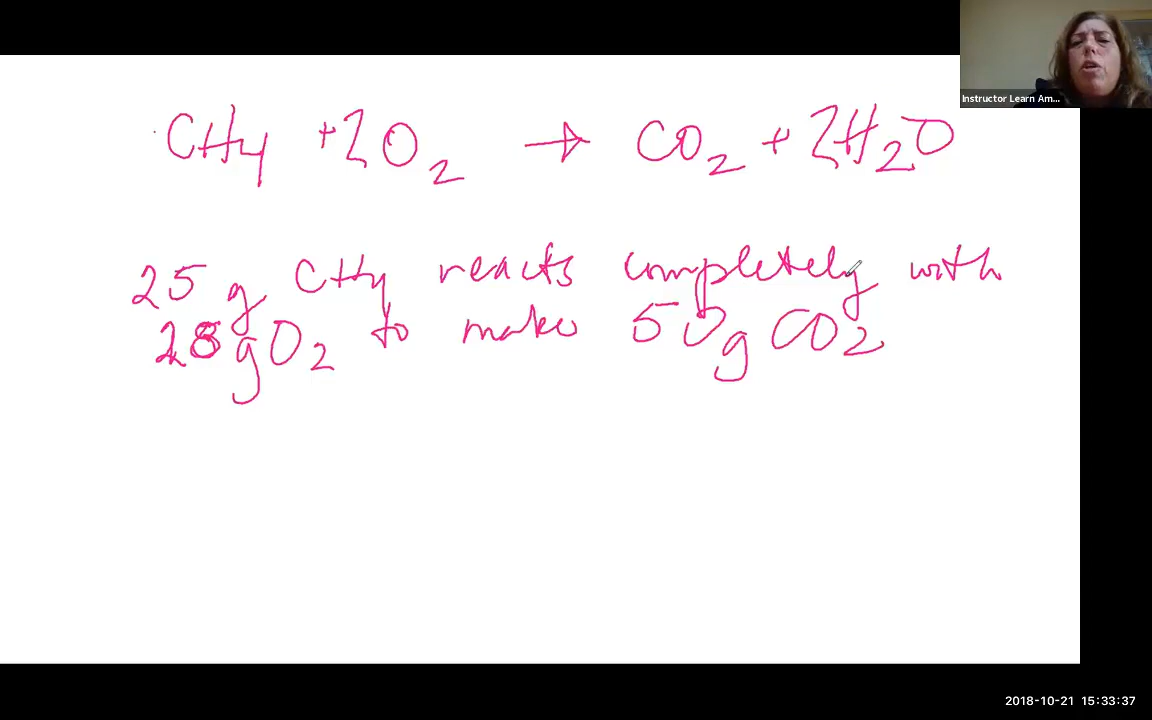 Instructor Learn Am...
CH4 + 2O2 → CO2 + 2H2O
25 g CH4 reacts completely with
28 g O2 to make 50g CO2
2018-10-21 15:33:37